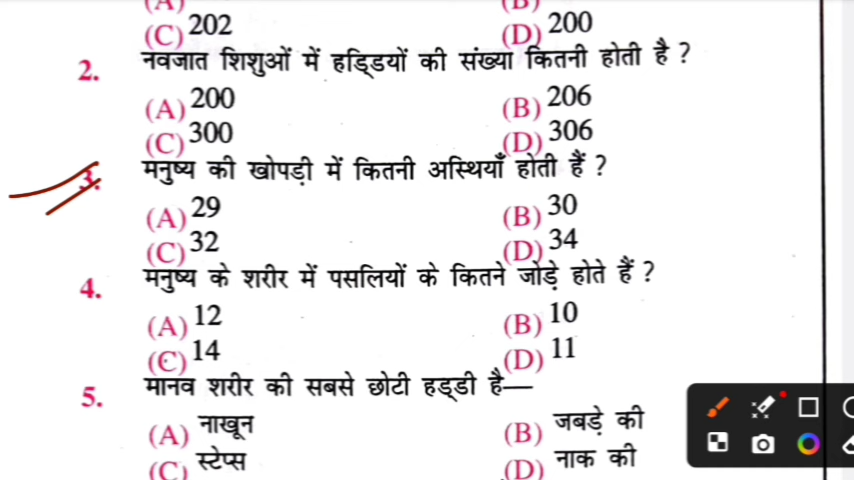 (A) (B)
(C) 202 (D) 200
2. नवजात शिशुओं में हड्डियों की संख्या कितनी होती है ?
(A) 200 (B) 206
(C) 300 (D) 306
3. मनुष्य की खोपड़ी में कितनी अस्थियाँ होती हैं ?
(A) 29 (B) 30
(C) 32 (D) 34
4. मनुष्य के शरीर में पसलियों के कितने जोड़े होते हैं ?
(A) 12 (B) 10
(C) 14 (D) 11
5. मानव शरीर की सबसे छोटी हड्डी है—
(A) नाखून (B) जबड़े की
(C) स्टेप्स (D) नाक की